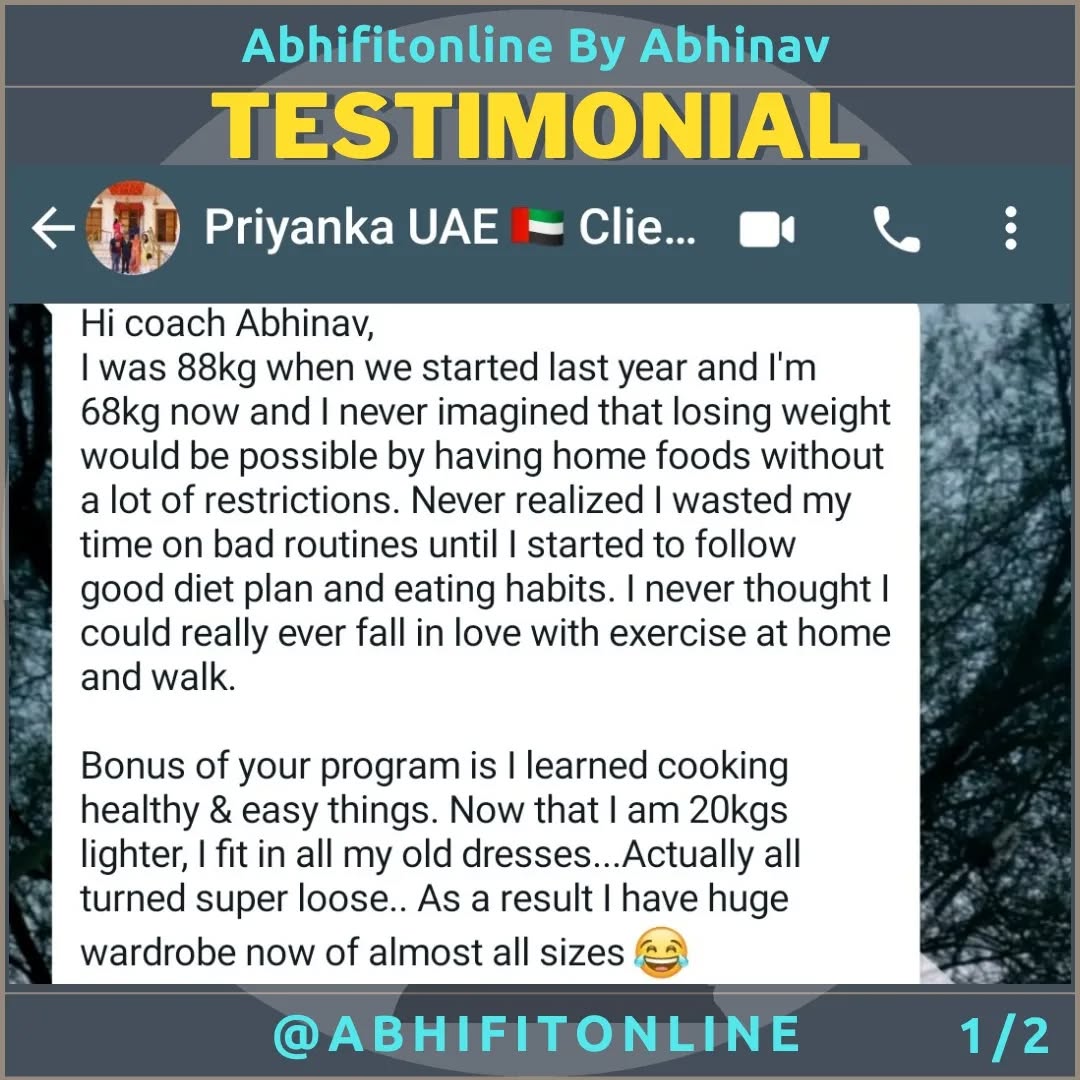 Abhifitonline By Abhinav
TESTIMONIAL
Priyanka UAE 🇦🇪 Clie...
Hi coach Abhinav,
I was 88kg when we started last year and I'm
68kg now and I never imagined that losing weight
would be possible by having home foods without
a lot of restrictions. Never realized I wasted my
time on bad routines until I started to follow
good diet plan and eating habits. I never thought I
could really ever fall in love with exercise at home
and walk.
Bonus of your program is I learned cooking
healthy & easy things. Now that I am 20kgs
lighter, I fit in all my old dresses...Actually all
turned super loose.. As a result I have huge
wardrobe now of almost all sizes 😂
@ABHIFITONLINE
1/2